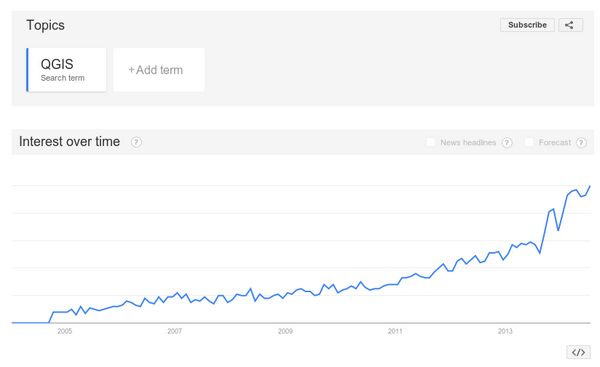 Topics
Subscribe
QGIS
Search term
+Add term
Interest over time ?
News headlines ?
Forecast ?
2005 2007 2009 2011 2013
</>